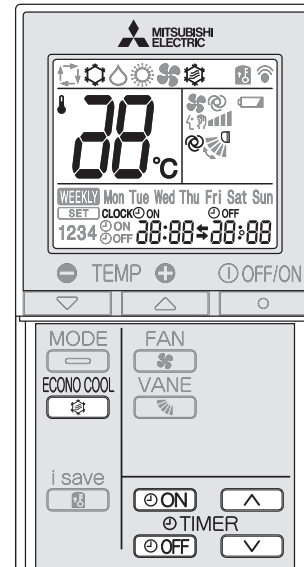 MITSUBISHI
ELECTRIC
88°C
WEEKLY Mon Tue Wed Thu Fri Sat Sun
SET CLOCK ON OFF
1234 ON OFF 88:88 88:88
TEMP OFF/ON
MODE FAN
ECONO COOL VANE
i save
ON
TIMER
OFF